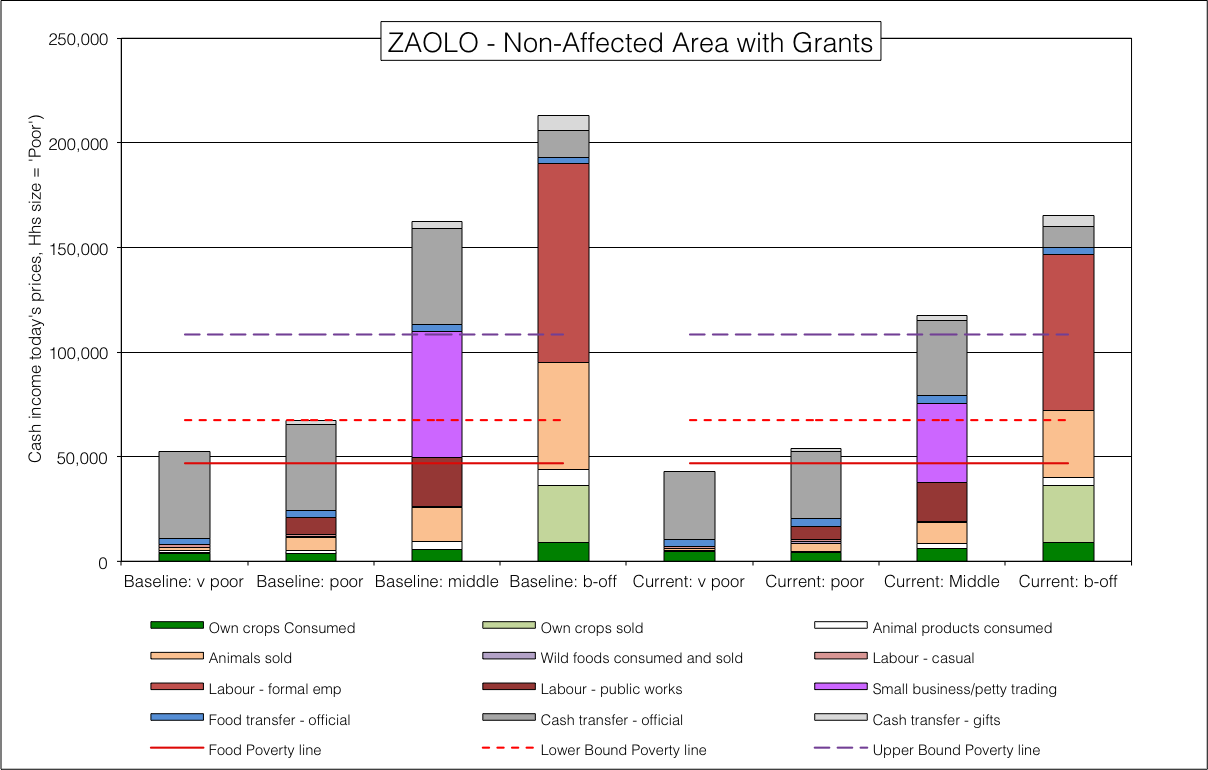 ZAOLO - Non-Affected Area with Grants
Cash income today's prices, Hhs size = 'Poor')
250,000
200,000
150,000
100,000
50,000
0
Baseline: v poor Baseline: poor Baseline: middle Baseline: b-off Current: v poor Current: poor Current: Middle Current: b-off
Own crops Consumed Own crops sold Animal products consumed
Animals sold Wild foods consumed and sold Labour - casual
Labour - formal emp Labour - public works Small business/petty trading
Food transfer - official Cash transfer - official Cash transfer - gifts
Food Poverty line Lower Bound Poverty line Upper Bound Poverty line